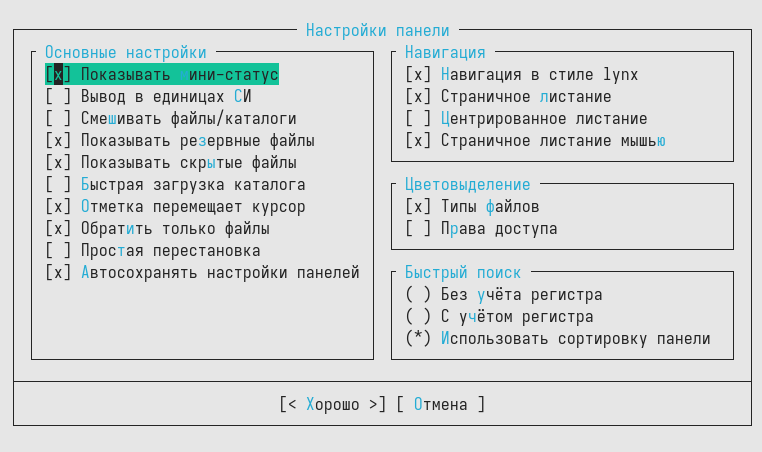 Настройки панели
Основные настройки
[x] Показывать  ини-статус
[ ] Вывод в единицах СИ
[ ] Смешивать файлы/каталоги
[x] Показывать резервные файлы
[x] Показывать скрытые файлы
[ ] Быстрая загрузка каталога
[x] Отметка перемещает курсор
[x] Обратить только файлы
[ ] Простая перестановка
[x] Автосохранять настройки панелей
Навигация
[x] Навигация в стиле lynx
[x] Страничное листание
[ ] Центрированное листание
[x] Страничное листание мышью
Цветовыделение
[x] Типы файлов
[ ] Права доступа
Быстрый поиск
( ) Без учёта регистра
( ) С учётом регистра
(*) Использовать сортировку панели
[< Хорошо >] [ Отмена ]